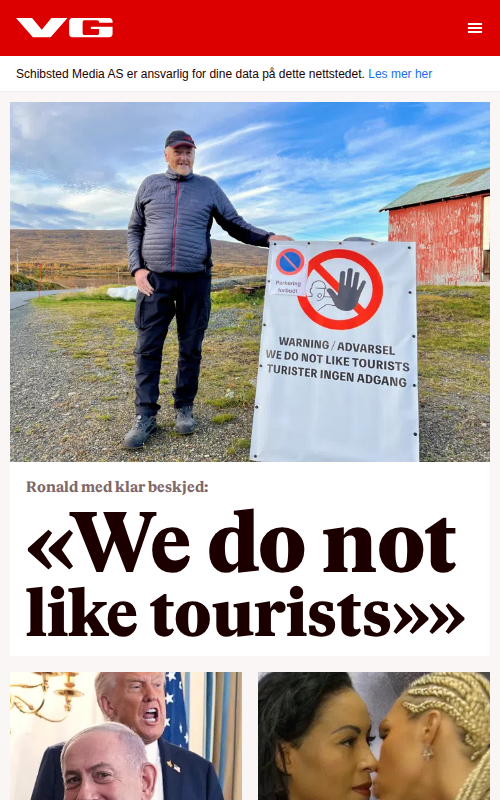 VG
Schibsted Media AS er ansvarlig for dine data på dette nettstedet. Les mer her
Parkering
forbudt
WARNING / ADVARSEL
WE DO NOT LIKE TOURISTS
TURISTER INGEN ADGANG
Ronald med klar beskjed:
«We do not
like tourists»»